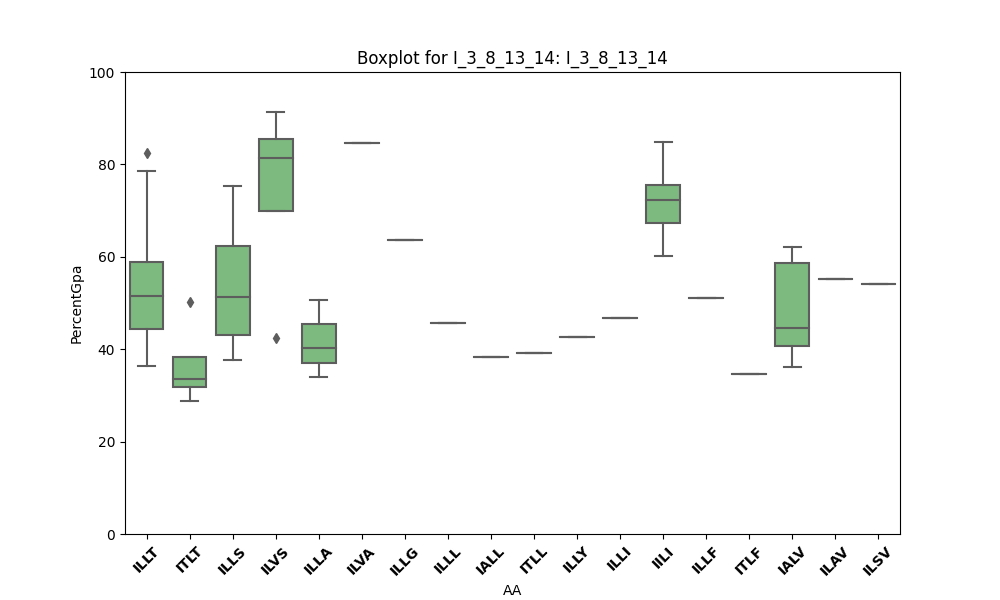 Boxplot for I_3_8_13_14: I_3_8_13_14
PercentGpa
100
80
60
40
20
0
ILLT ITLT ILLS ILVS ILLA ILVA ILLG ILLL IALL ITLL ILLY ILLI IILI ILLF ITLF IALV ILAV ILSV
AA